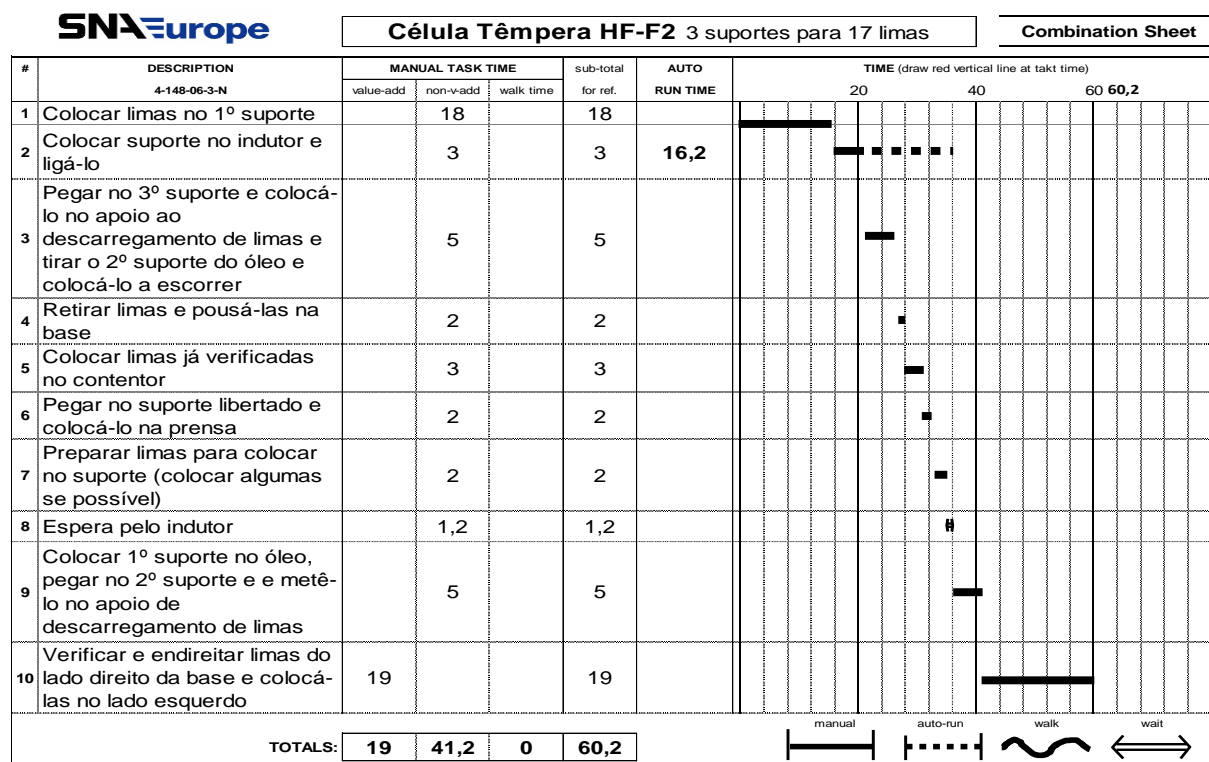 SNA Europe
Célula Têmpera HF-F2 3 suportes para 17 limas
Combination Sheet
# DESCRIPTION MANUAL TASK TIME sub-total AUTO TIME (draw red vertical line at takt time)
4-148-06-3-N value-add non-v-add walk time for ref. RUN TIME 20 40 60 60,2
1 Colocar limas no 1º suporte 18 18
2 Colocar suporte no indutor e
ligá-lo 3 3 16,2
Pegar no 3º suporte e colocá-
lo no apoio ao
3 descarregamento de limas e 5 5
tirar o 2º suporte do óleo e
colocá-lo a escorrer
4 Retirar limas e pousá-las na
base 2 2
5 Colocar limas já verificadas
no contentor 3 3
6 Pegar no suporte libertado e
colocá-lo na prensa 2 2
Preparar limas para colocar
7 no suporte (colocar algumas 2 2
se possível)
8 Espera pelo indutor 1,2 1,2
Colocar 1º suporte no óleo,
9 pegar no 2º suporte e e metê-
lo no apoio de 5 5
descarregamento de limas
Verificar e endireitar limas do
10 lado direito da base e colocá- 19 19
las no lado esquerdo
manual auto-run walk wait
TOTALS: 19 41,2 0 60,2